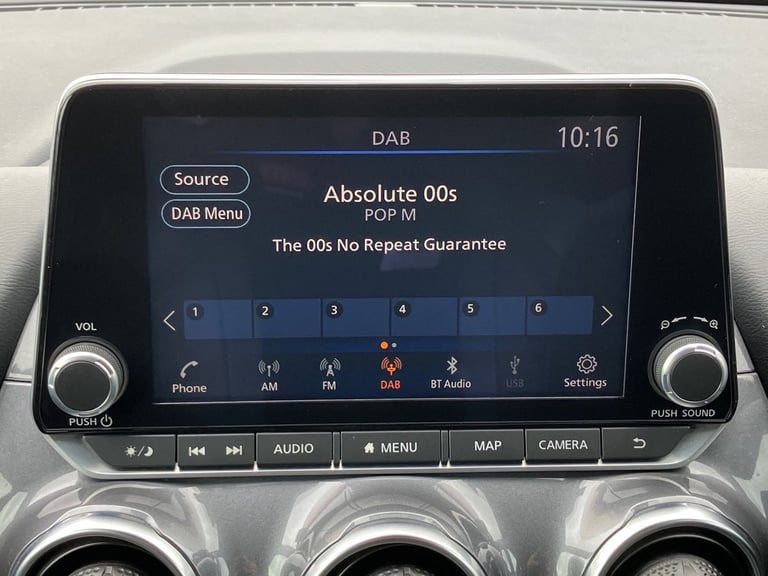 DAB 10:16
Source
Absolute 00s
DAB Menu
POP M
The 00s No Repeat Guarantee
1 2 3 4 5 6
VOL
PUSH
Phone AM FM DAB BT Audio USB Settings
PUSH SOUND
AUDIO MENU MAP CAMERA